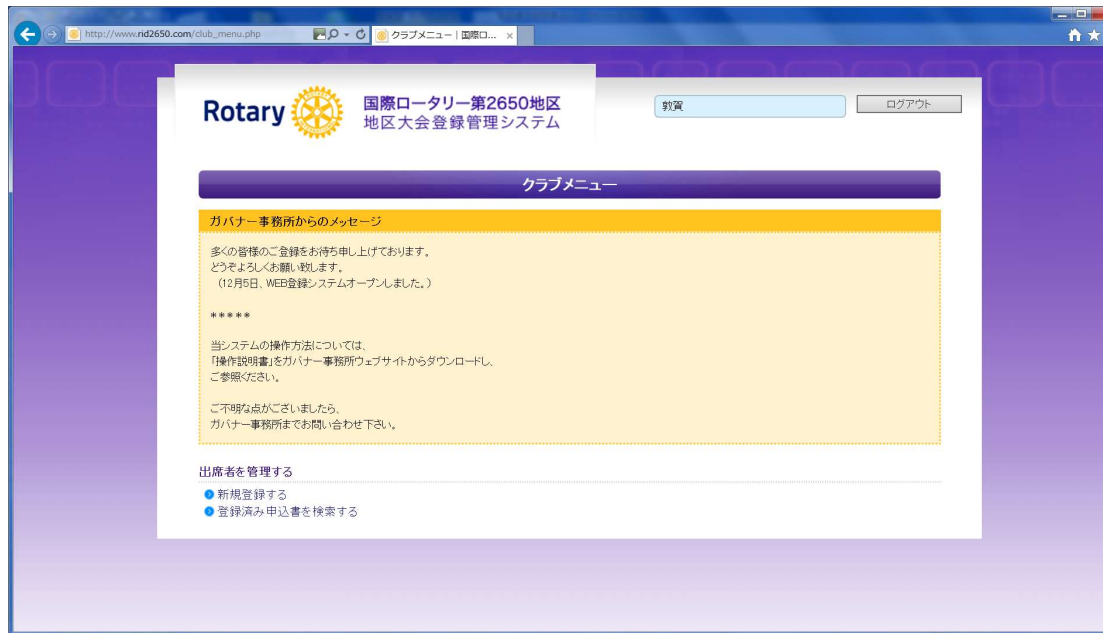 http://www.rid2650.com/club_menu.php
クラブメニュー | 国際ロ...
Rotary
国際ロータリー第2650地区
地区大会登録管理システム
敦賀
ログアウト
クラブメニュー
ガバナー事務所からのメッセージ
多くの皆様のご登録をお待ち申し上げております。
どうぞよろしくお願い致します。
（12月5日、WEB登録システムオープンしました。）
*****
当システムの操作方法については、
「操作説明書」をガバナー事務所ウェブサイトからダウンロードし、
ご参照ください。
ご不明な点がございましたら、
ガバナー事務所までお問い合わせ下さい。
出席者を管理する
新規登録する
登録済み申込書を検索する